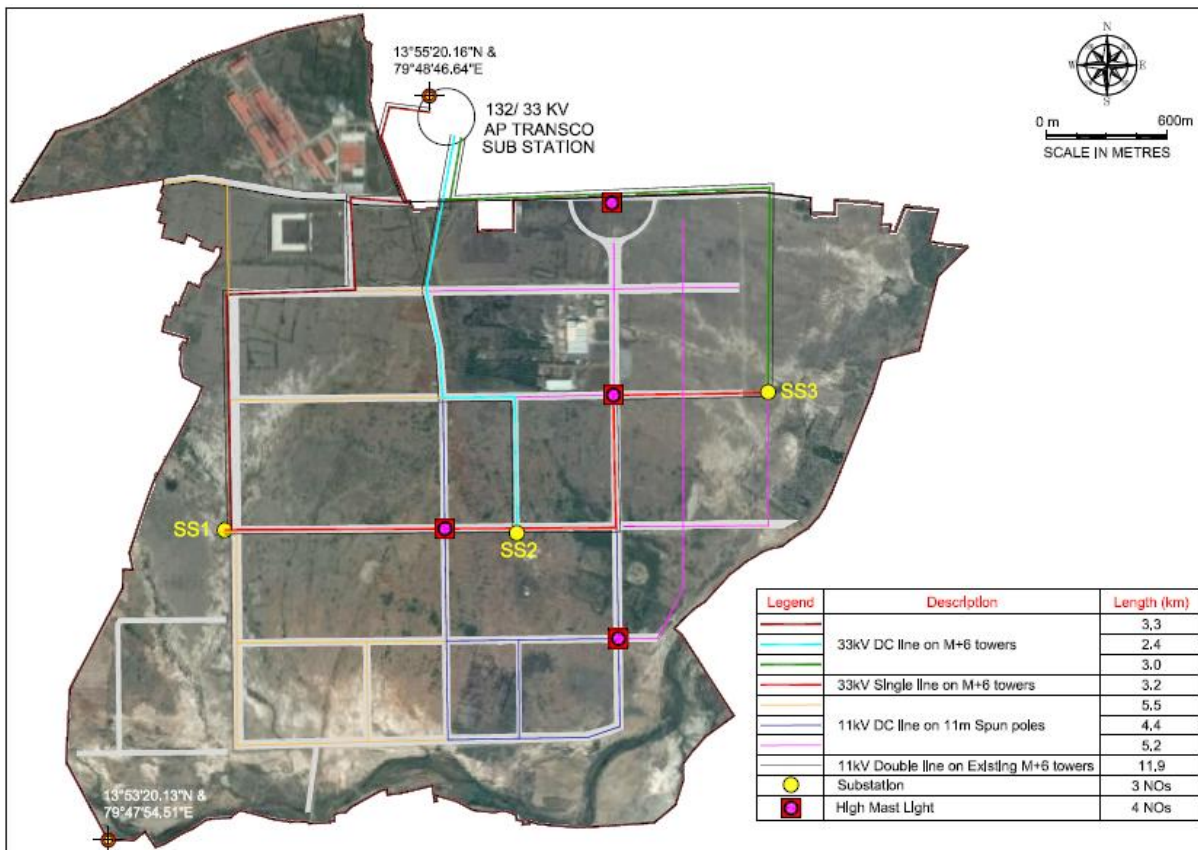 13°55'20.16"N &
79°48'46.64"E
132/ 33 KV
AP TRANSCO
SUB STATION
N
W E
S
0 m 600m
SCALE IN METRES
SS3
SS1
SS2
Legend Description Length (km)
3.3
33kV DC line on M+6 towers 2.4
3.0
33kV Single line on M+6 towers 3.2
5.5
11kV DC line on 11m Spun poles 4.4
5.2
11kV Double line on Existing M+6 towers 11.9
Substation 3 NOs
High Mast Light 4 NOs
13°53'20.13"N &
79°47'54.51"E